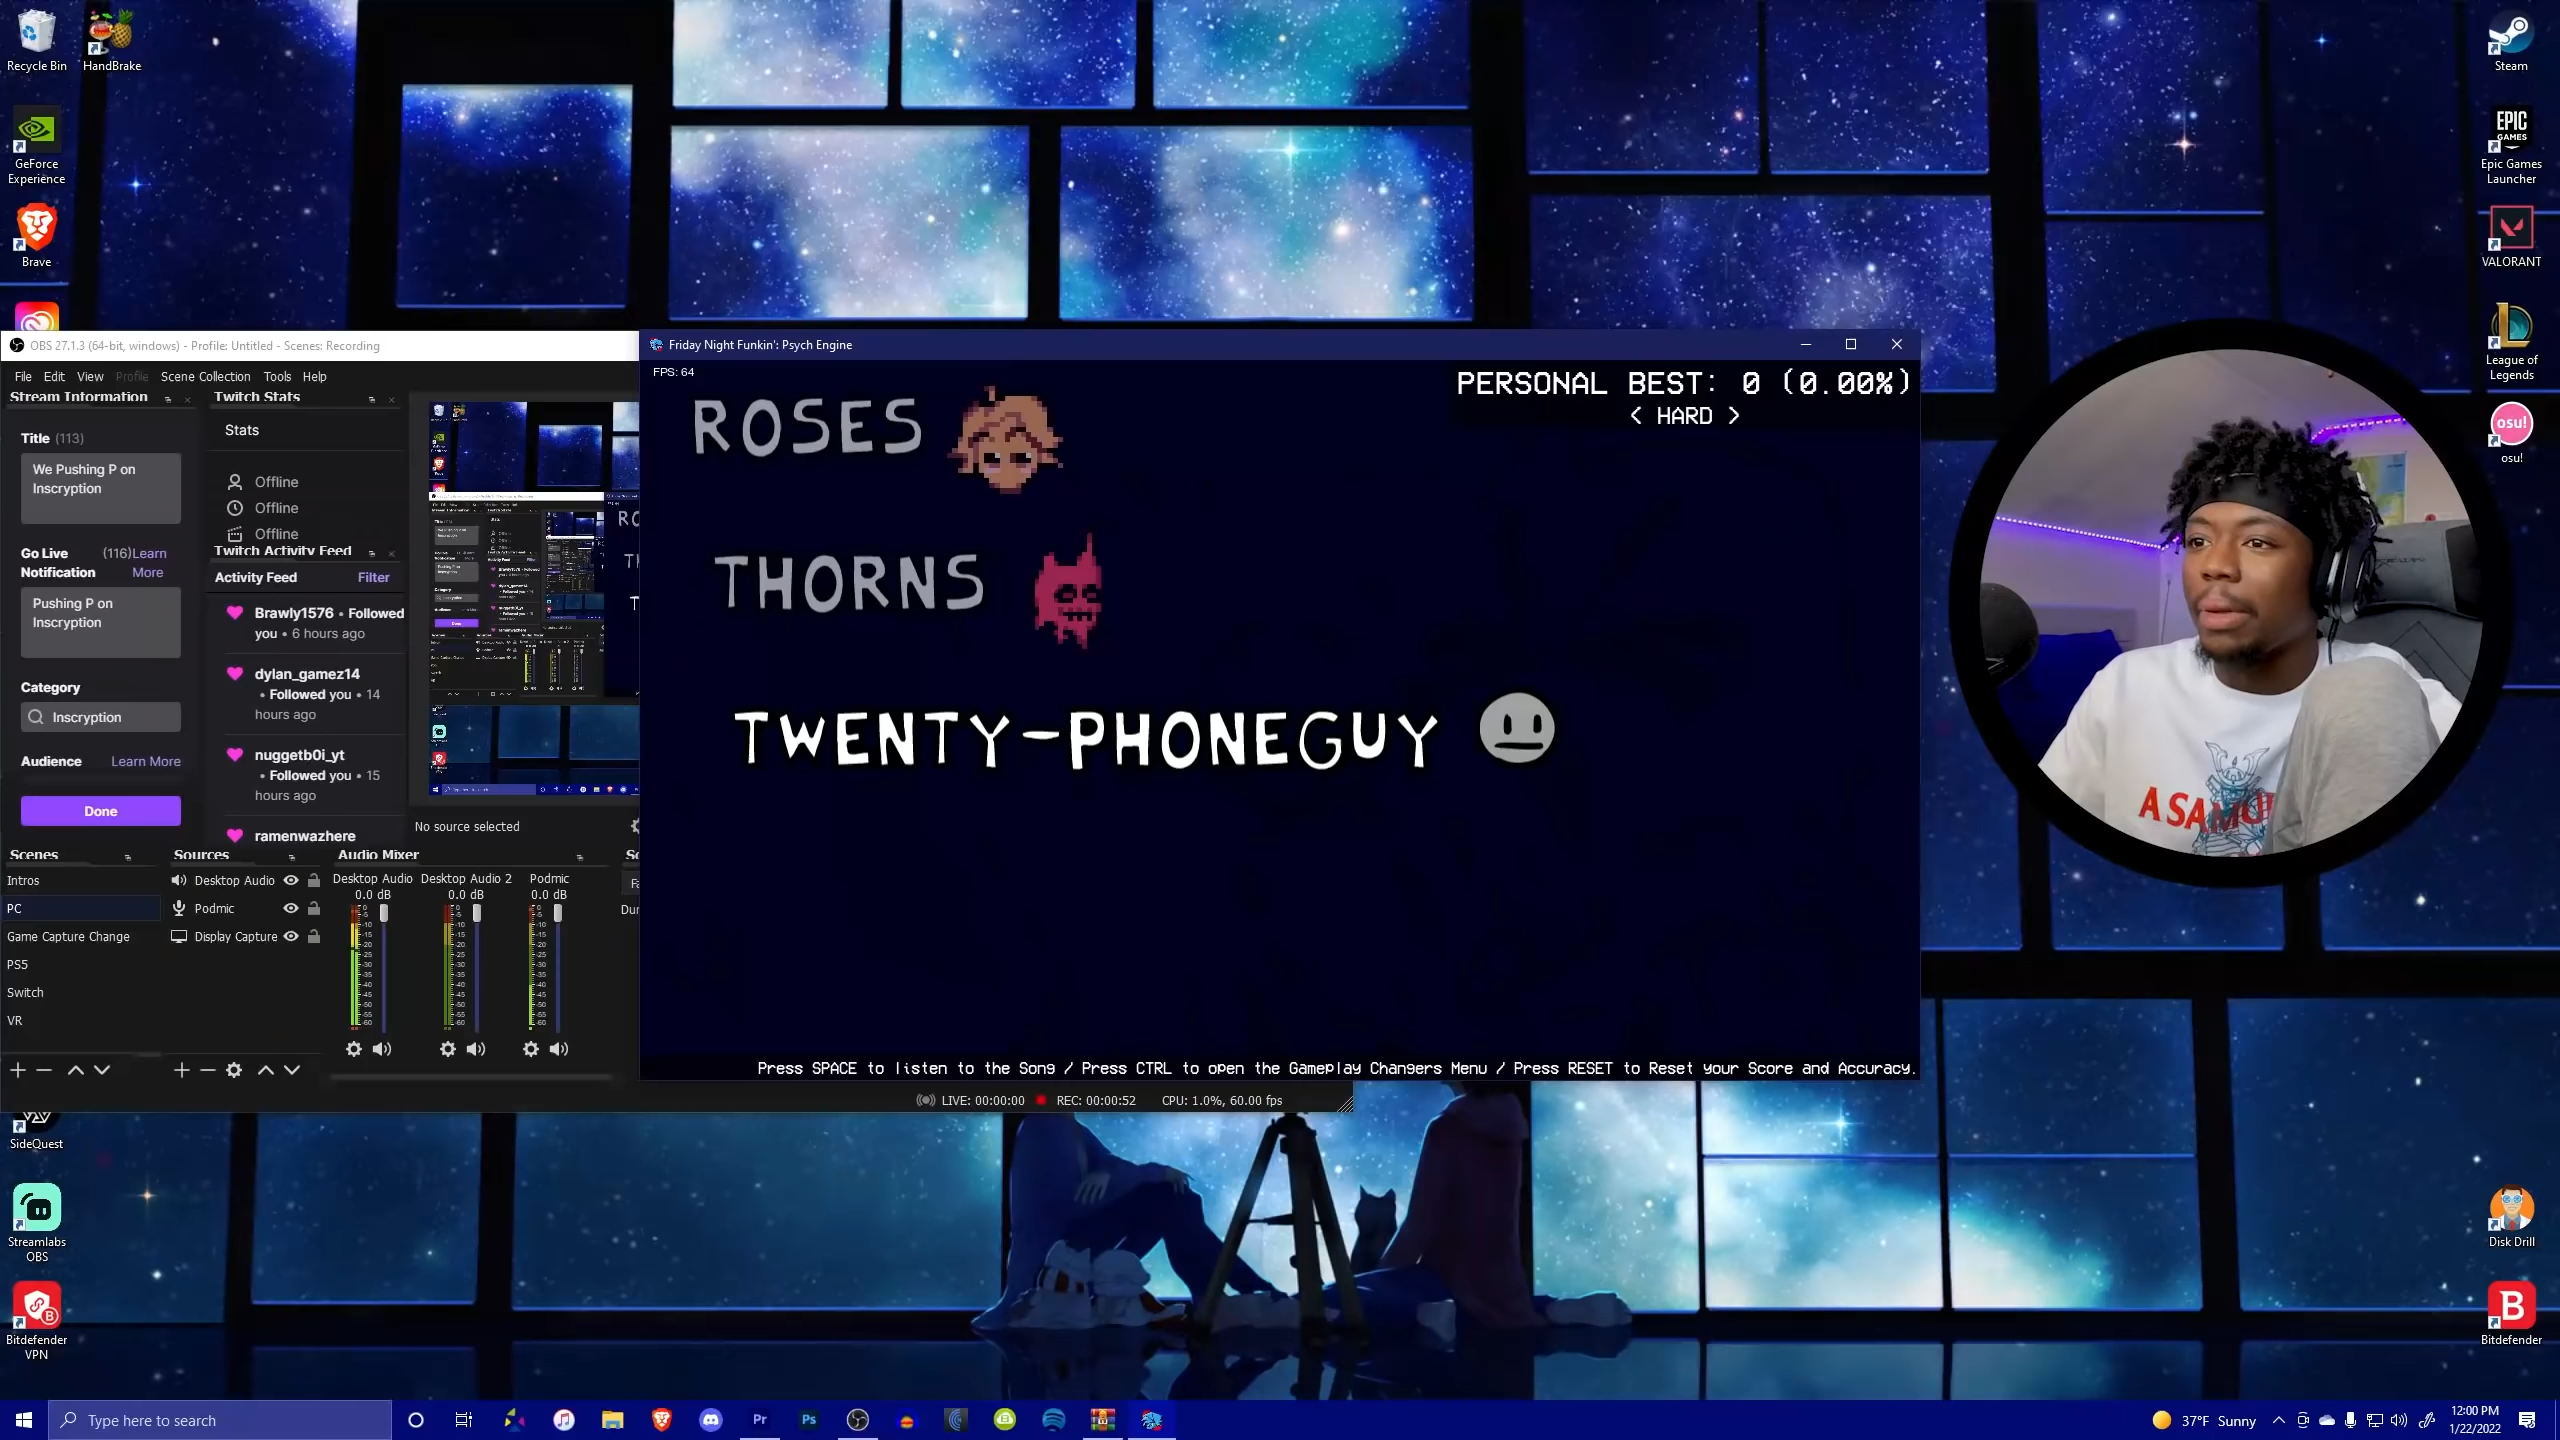 Recycle Bin
HandBrake
GeForce
Experience
Brave
Steam
EPIC
GAMES
Epic Games
Launcher
VALORANT
League of
Legends
osu!
osu!
OBS 27.1.3 (64-bit, windows) - Profile: Untitled - Scenes: Recording
File Edit View Profile Scene Collection Tools Help
Stream Information
Title (113)
We Pushing P on
Inscryption
Go Live (116) Learn
Notification More
Pushing P on
Inscryption
Category
Inscryption
Audience Learn More
Done
Twitch Stats
Stats
Offline
Offline
Offline
Twitch Activity Feed
Activity Feed Filter
Brawly1576 • Followed
you • 6 hours ago
dylan_gamez14
• Followed you • 14
hours ago
nuggetb0i_yt
• Followed you • 15
hours ago
ramenwazhere
No source selected
Scenes
Intros
PC
Game Capture Change
PS5
Switch
VR
Sources
Desktop Audio
Podmic
Display Capture
Audio Mixer
Desktop Audio Desktop Audio 2 Podmic
0.0 dB 0.0 dB 0.0 dB
LIVE: 00:00:00 REC: 00:00:52 CPU: 1.0%, 60.00 fps
Friday Night Funkin': Psych Engine
FPS: 64
PERSONAL BEST: 0 (0.00%)
< HARD >
ROSES
THORNS
TWENTY-PHONEGUY
Press SPACE to listen to the Song / Press CTRL to open the Gameplay Changers Menu / Press RESET to Reset your Score and Accuracy.
SideQuest
Streamlabs
OBS
Bitdefender
VPN
Disk Drill
B
Bitdefender
Type here to search
Pr
Ps
37°F Sunny
12:00 PM
1/22/2022